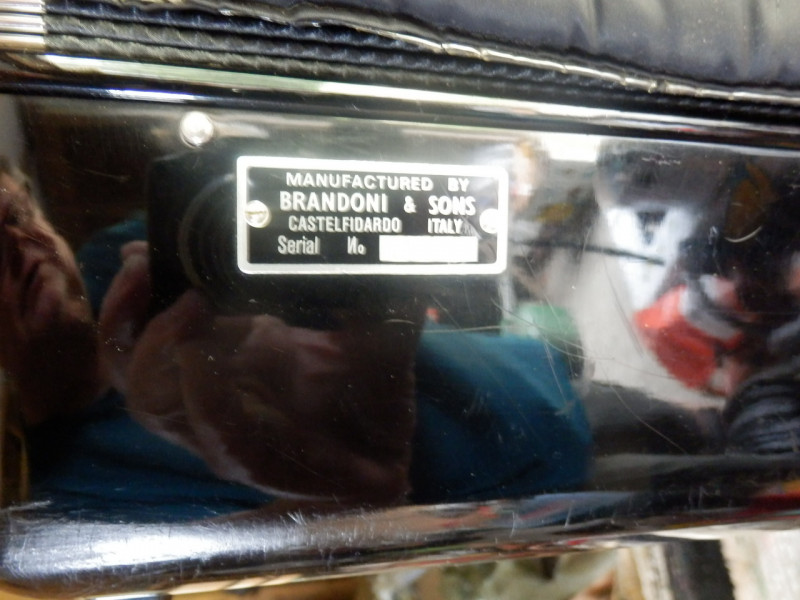 MANUFACTURED BY
BRANDONI & SONS
CASTELFIDARDO ITALY
Serial No